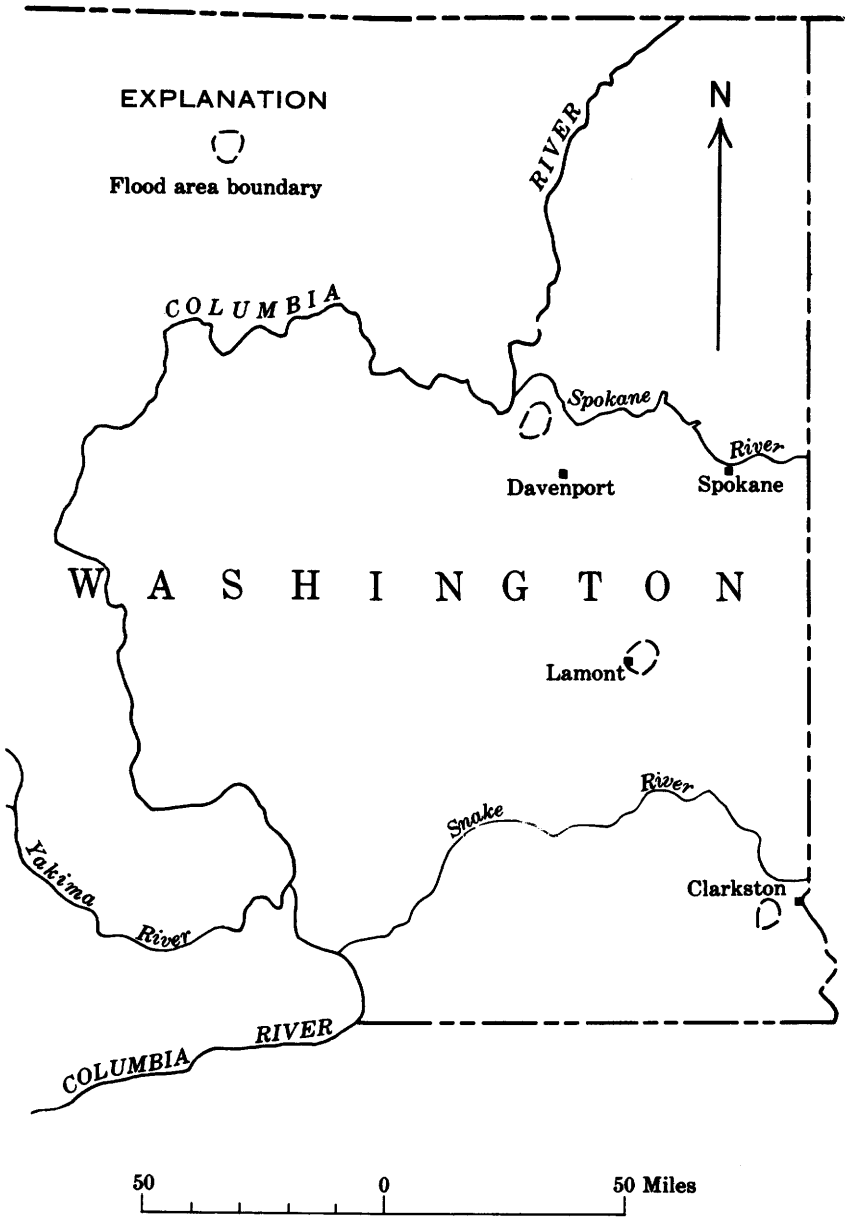 EXPLANATION
Flood area boundary
N
RIVER
COLUMBIA
Spokane
River
Davenport
Spokane
WASHINGTON
Lamont
River
Snake
Yakima
River
Clarkston
COLUMBIA RIVER
50 0 50 Miles